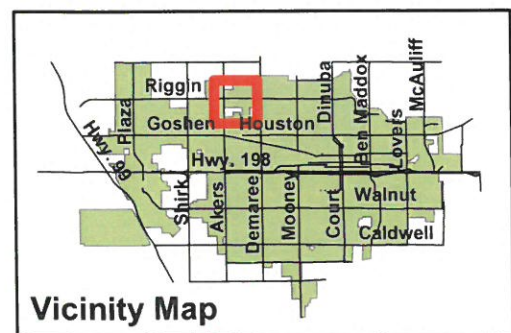 Riggin
Plaza
Dinuba
Ben Maddox
McAuliff
Goshen
Houston
Lovers
Hwy. 99
Hwy. 198
Shirk
Akers
Demaree
Mooney
Court
Walnut
Caldwell
Vicinity Map